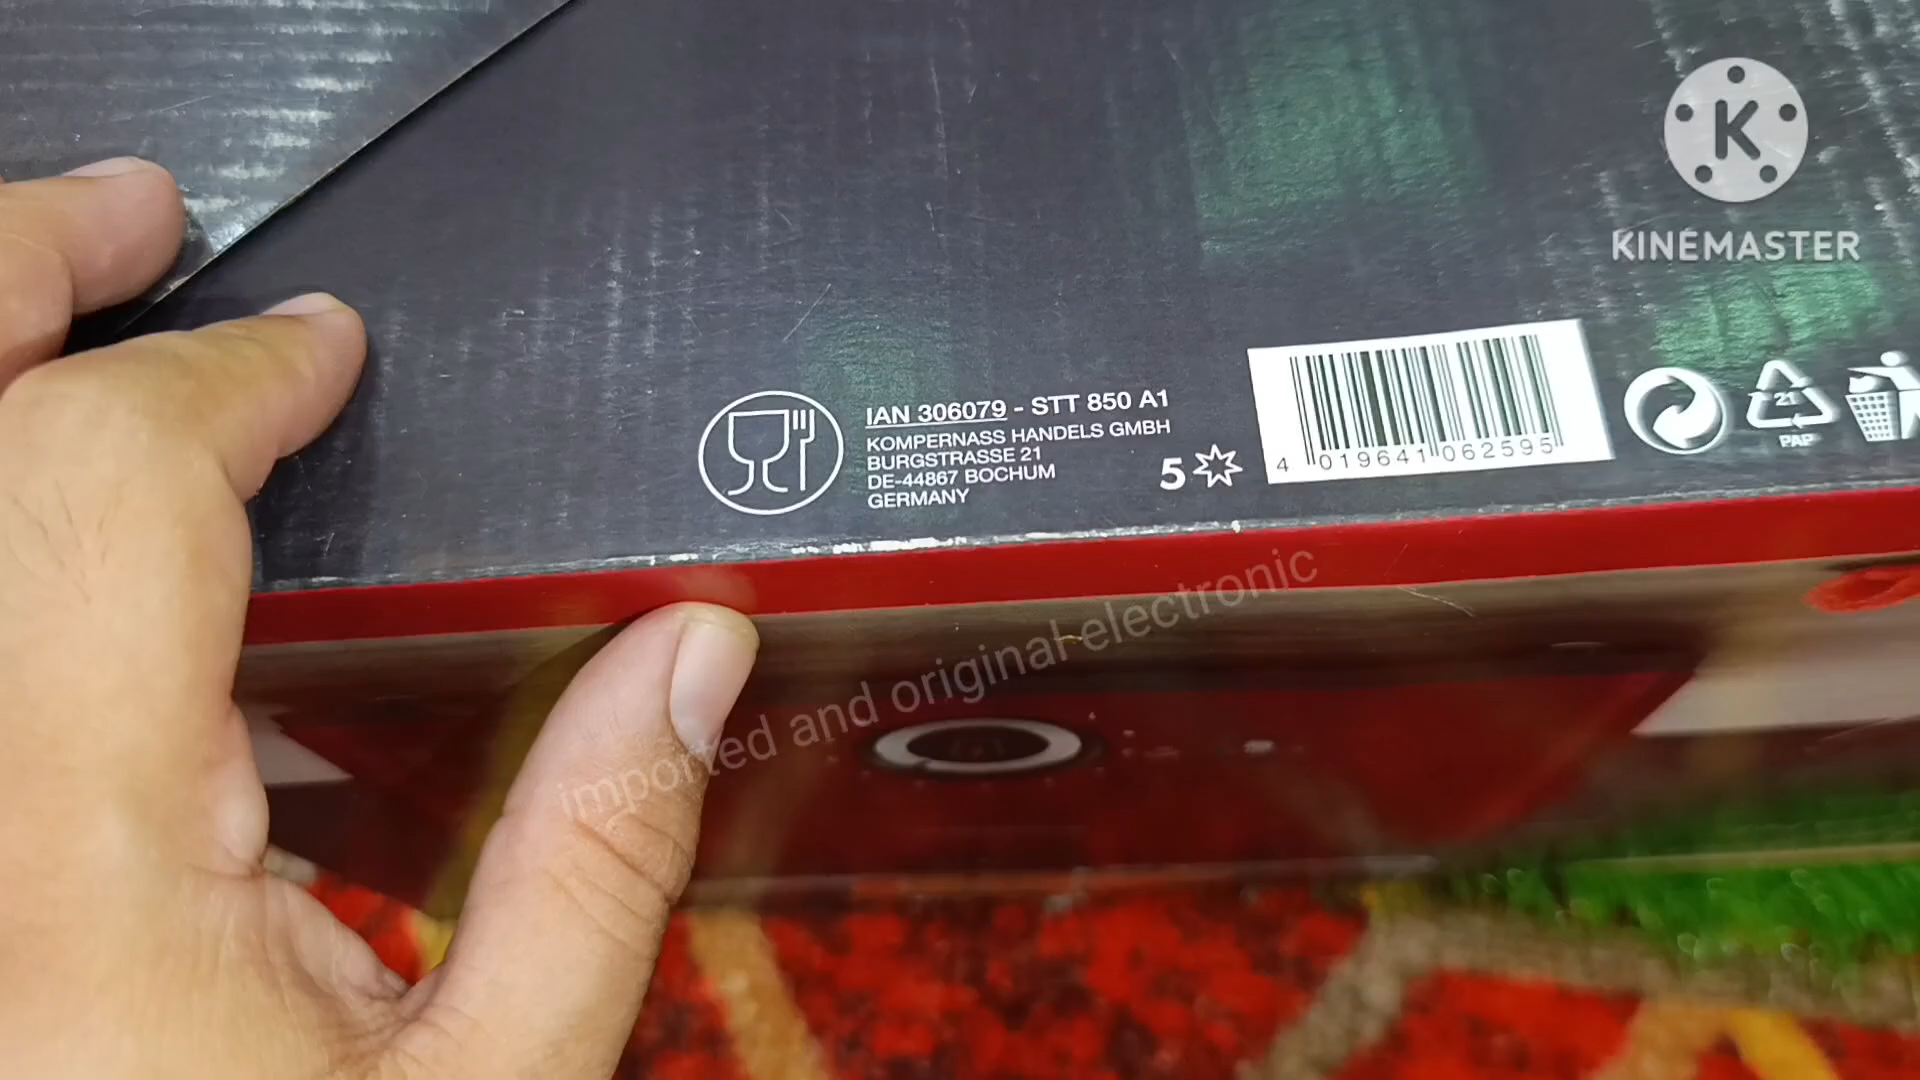 K
KINEMASTER
IAN 306079 - STT 850 A1
KOMPERNASS HANDELS GMBH
BURGSTRASSE 21
DE-44867 BOCHUM
GERMANY
5
4 019641 062595
21
PAP
imported and original electronic